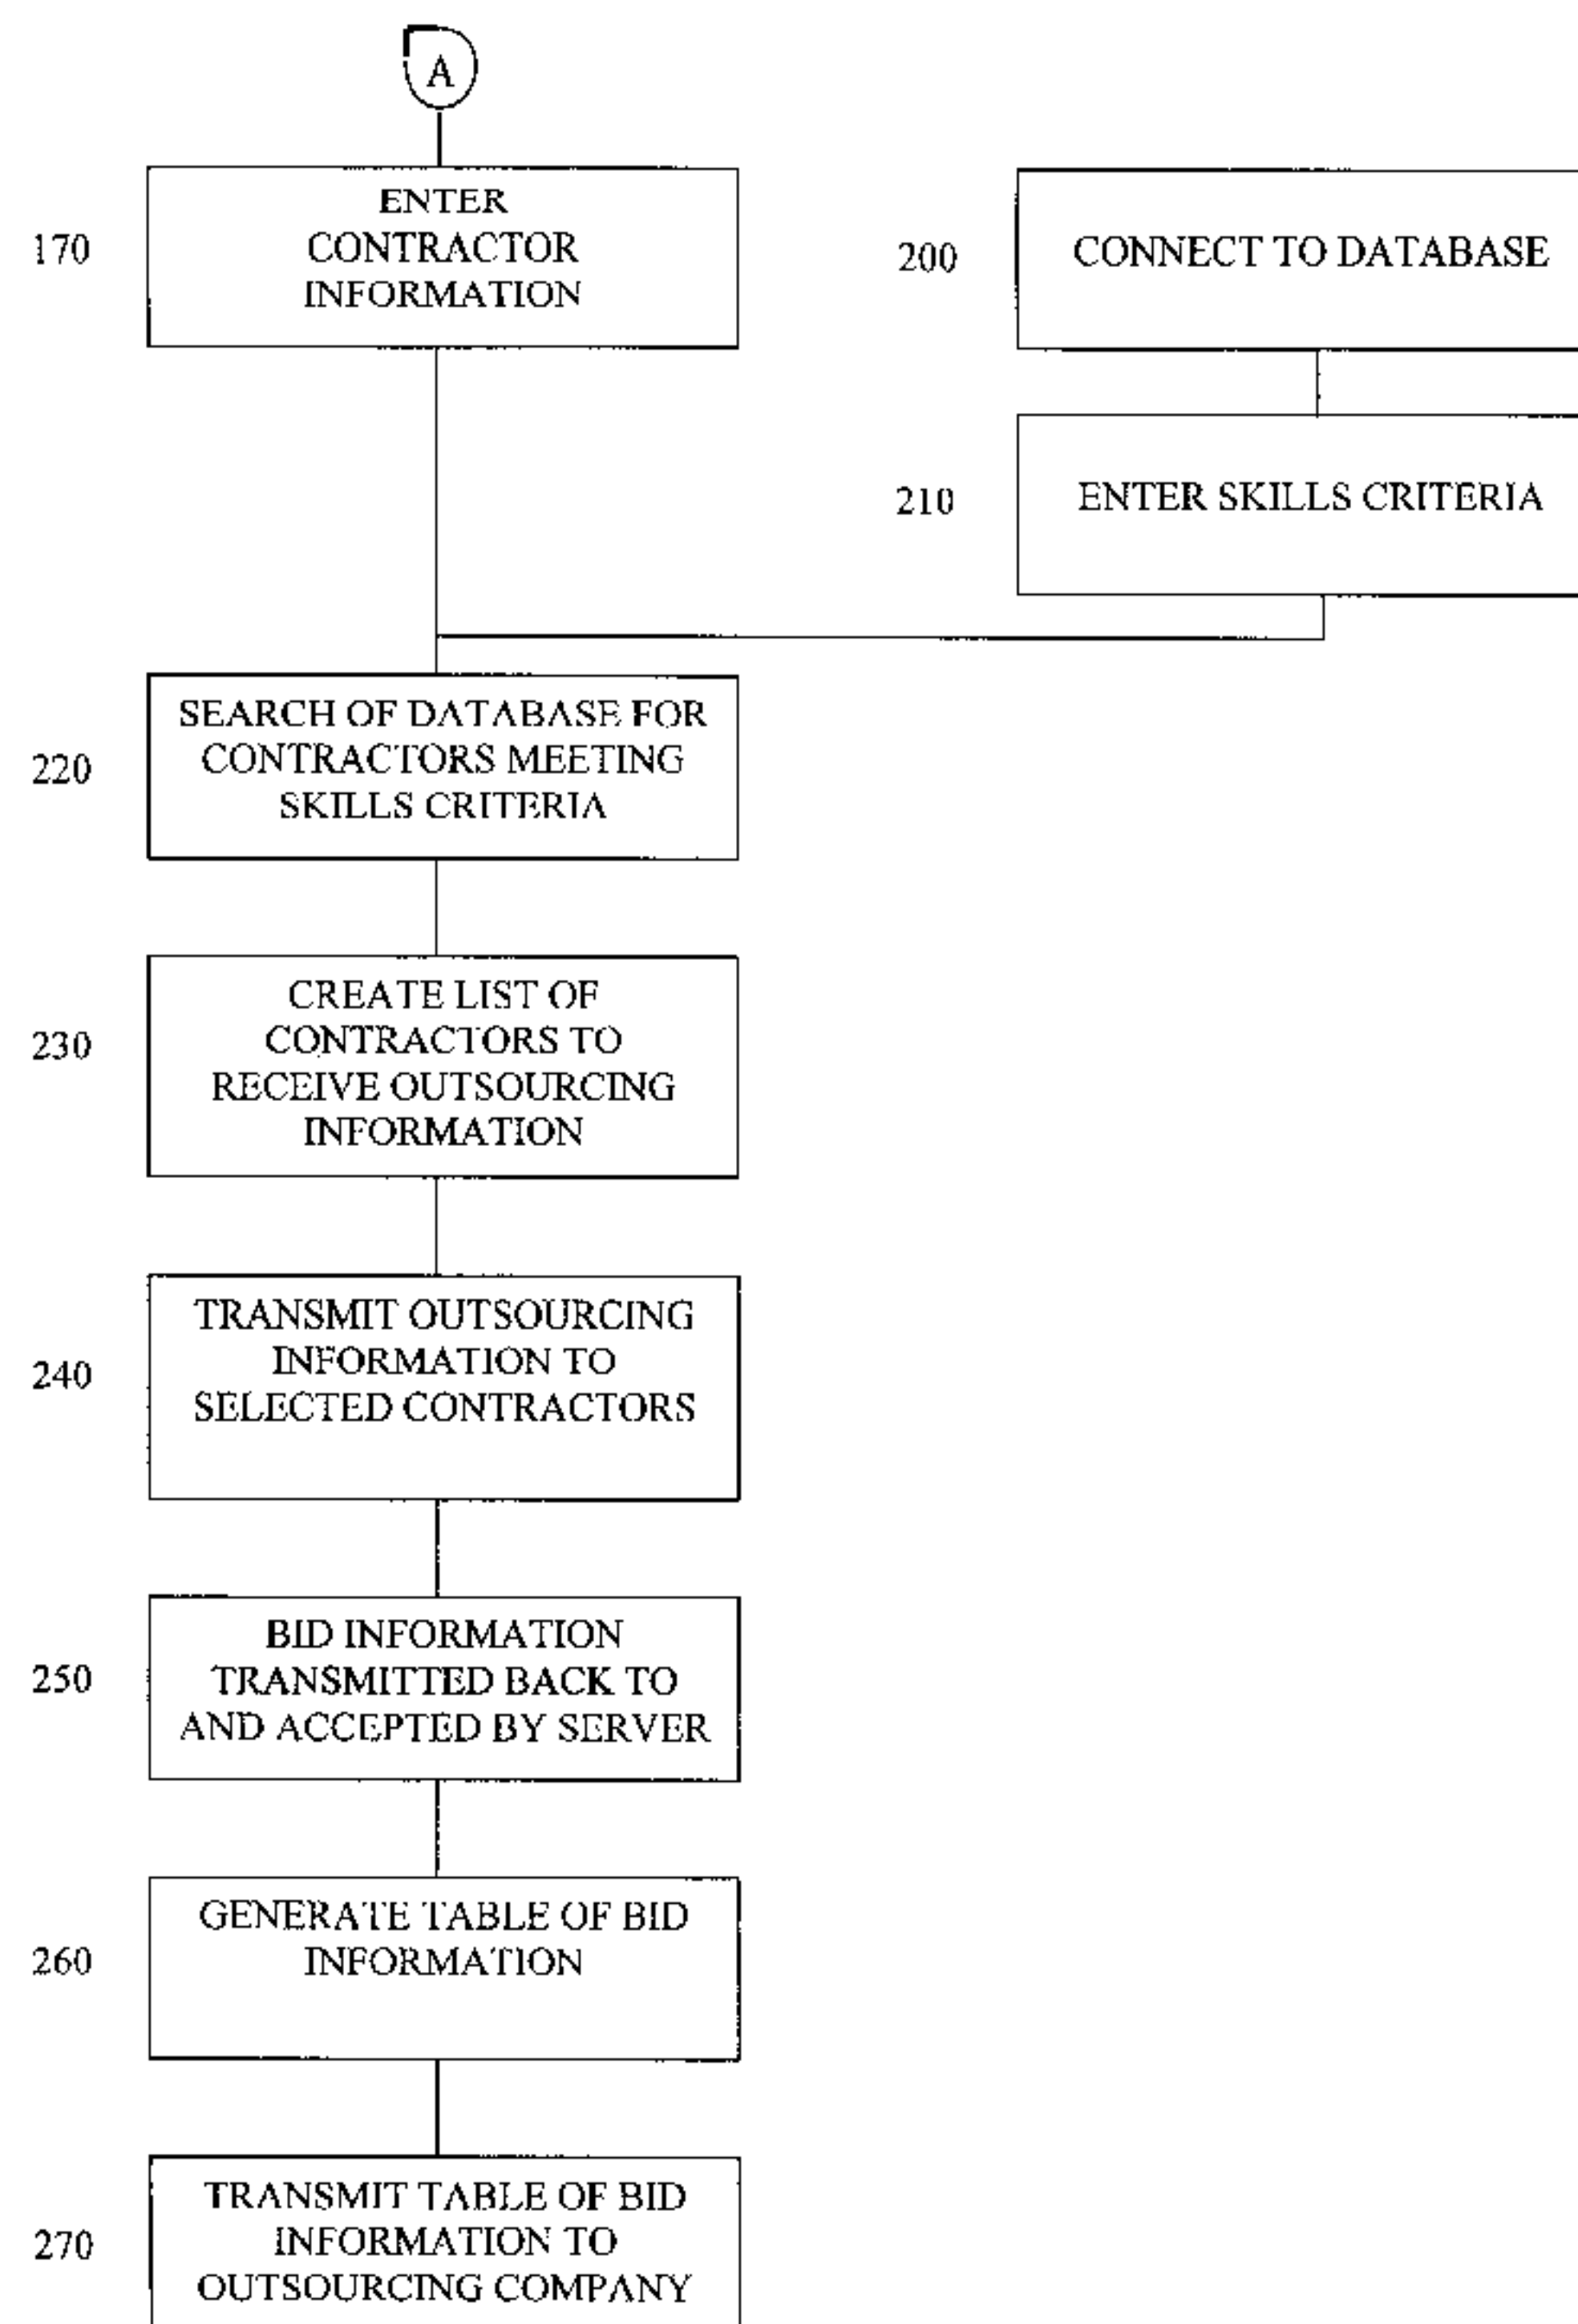 A
170
ENTER
CONTRACTOR
INFORMATION
200
CONNECT TO DATABASE
210
ENTER SKILLS CRITERIA
220
SEARCH OF DATABASE FOR
CONTRACTORS MEETING
SKILLS CRITERIA
230
CREATE LIST OF
CONTRACTORS TO
RECEIVE OUTSOURCING
INFORMATION
240
TRANSMIT OUTSOURCING
INFORMATION TO
SELECTED CONTRACTORS
250
BID INFORMATION
TRANSMITTED BACK TO
AND ACCEPTED BY SERVER
260
GENERATE TABLE OF BID
INFORMATION
270
TRANSMIT TABLE OF BID
INFORMATION TO
OUTSOURCING COMPANY